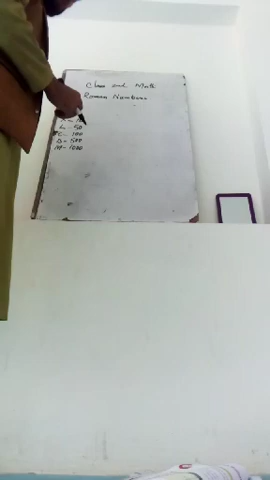 Class 2nd Math
Roman Numbers
L - 50
C - 100
D - 500
M - 1000